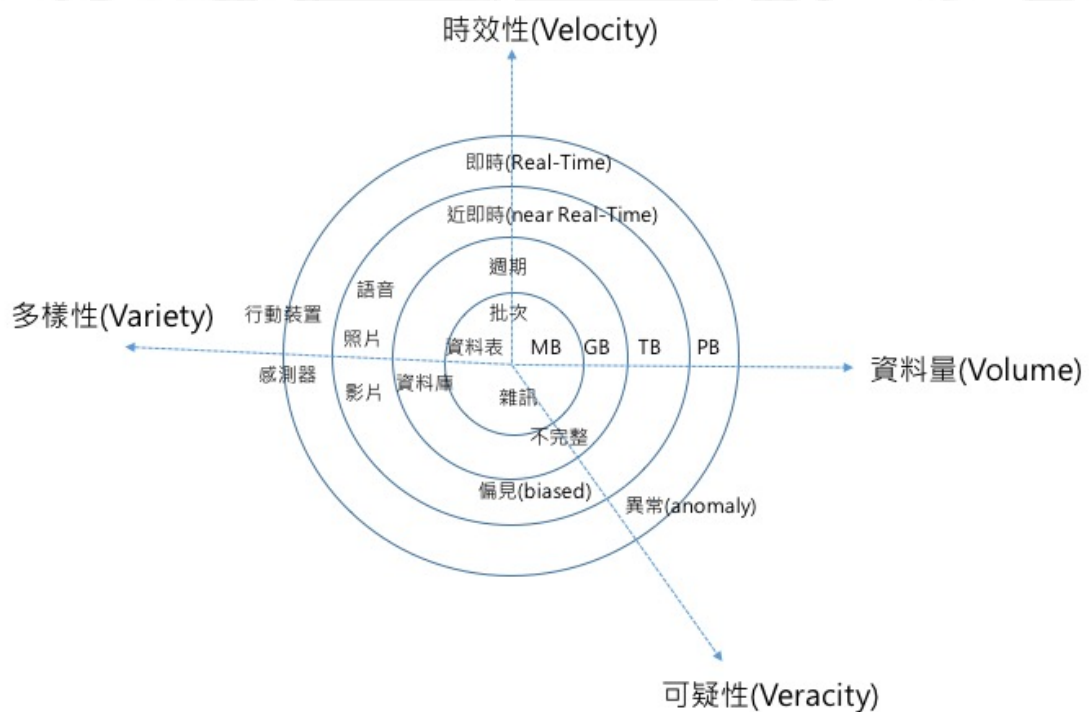 時效性(Velocity)
即時(Real-Time)
近即時(near Real-Time)
週期
語音
批次
多樣性(Variety)
行動裝置
照片
資料表
MB
GB
TB
PB
資料量(Volume)
感測器
影片
資料庫
雜訊
不完整
偏見(biased)
異常(anomaly)
可疑性(Veracity)